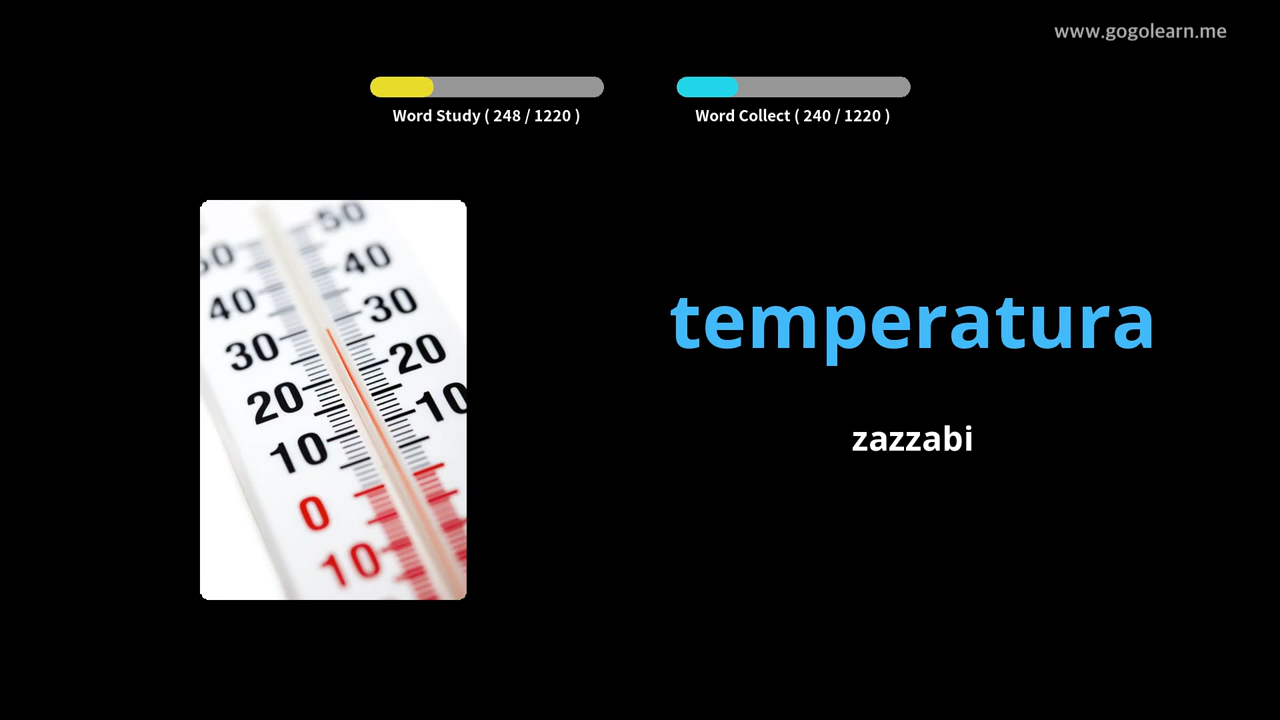 www.gogolearn.me
Word Study ( 248 / 1220 )
Word Collect ( 240 / 1220 )
50
40
40
30
30
20
20
10
10
0
10
temperatura
zazzabi